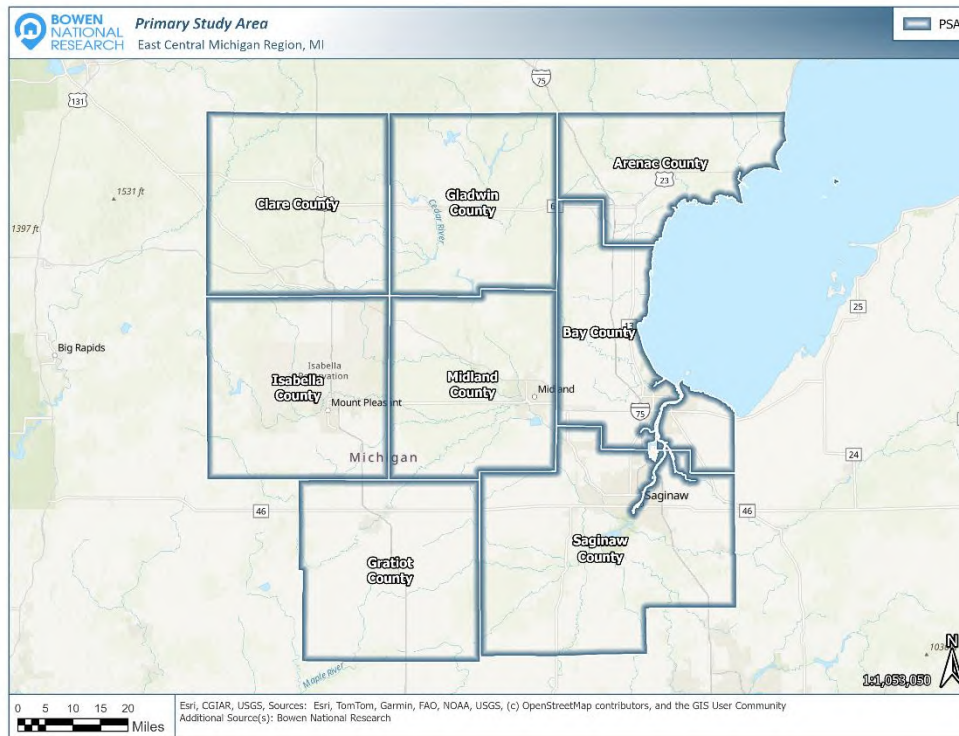 BOWEN
NATIONAL
RESEARCH
Primary Study Area
East Central Michigan Region, MI
PSA
75
131
Arenac County
23
1531 ft
Clare County
Gladwin
County
Cedar River
6
1397 ft
25
Bay County
13
Big Rapids
Isabella
Isabella
County
Mount Pleasant
Midland
County
Midland
75
Michigan
24
Saginaw
46
46
Saginaw
County
Gratiot
County
Maple River
N
1:1,053,050
0 5 10 15 20
Miles
Esri, CGIAR, USGS, Sources: Esri, TomTom, Garmin, FAO, NOAA, USGS, (c) OpenStreetMap contributors, and the GIS User Community
Additional Source(s): Bowen National Research